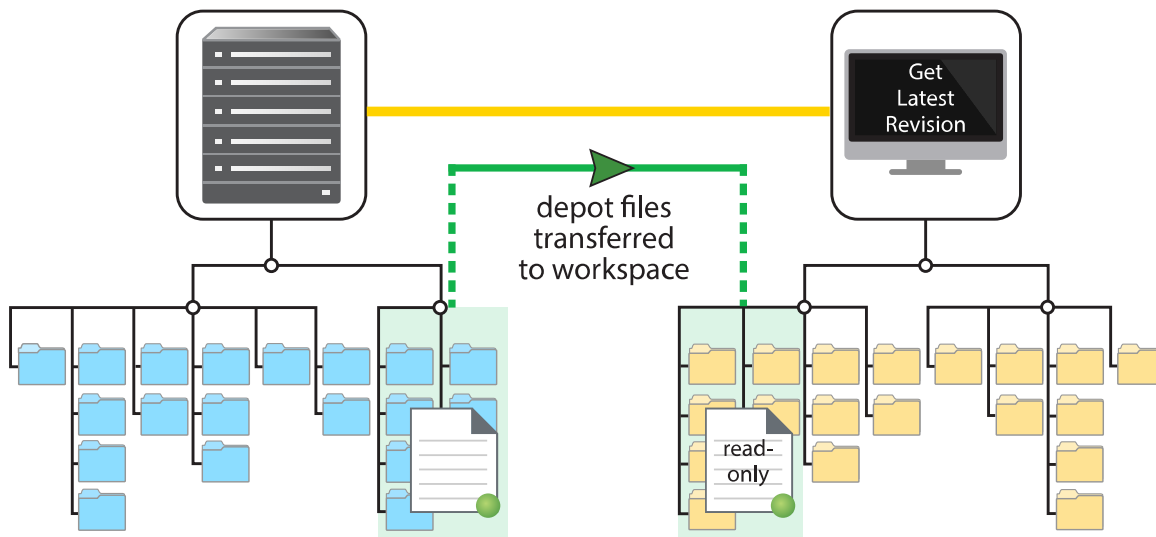 Get
Latest
Revision
depot files
transferred
to workspace
read-
only